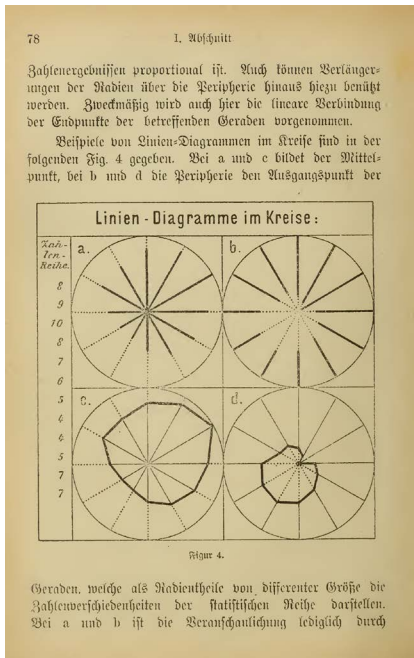 78
I. Abschnitt
Zahlenergebnissen proportional ist. Auch können Verlänger=
ungen der Radien über die Peripherie hinaus hiezu benützt
werden. Zweckmäßig wird auch hier die lineare Verbindung
der Endpunkte der betreffenden Geraden vorgenommen.
Beispiele von Linien=Diagrammen im Kreise sind in der
folgenden Fig. 4 gegeben. Bei a und c bildet der Mittel=
punkt, bei b und d die Peripherie den Ausgangspunkt der
Linien-Diagramme im Kreise:
Zah-
len-
Reihe.
8
9
10
8
7
6
5
4
4
5
7
7
a.
b.
c.
d.
Figur 4.
Geraden, welche als Radientheile von differenter Größe die
Zahlenverschiedenheiten der statistischen Reihe darstellen.
Bei a und b ist die Veranschaulichung lediglich durch